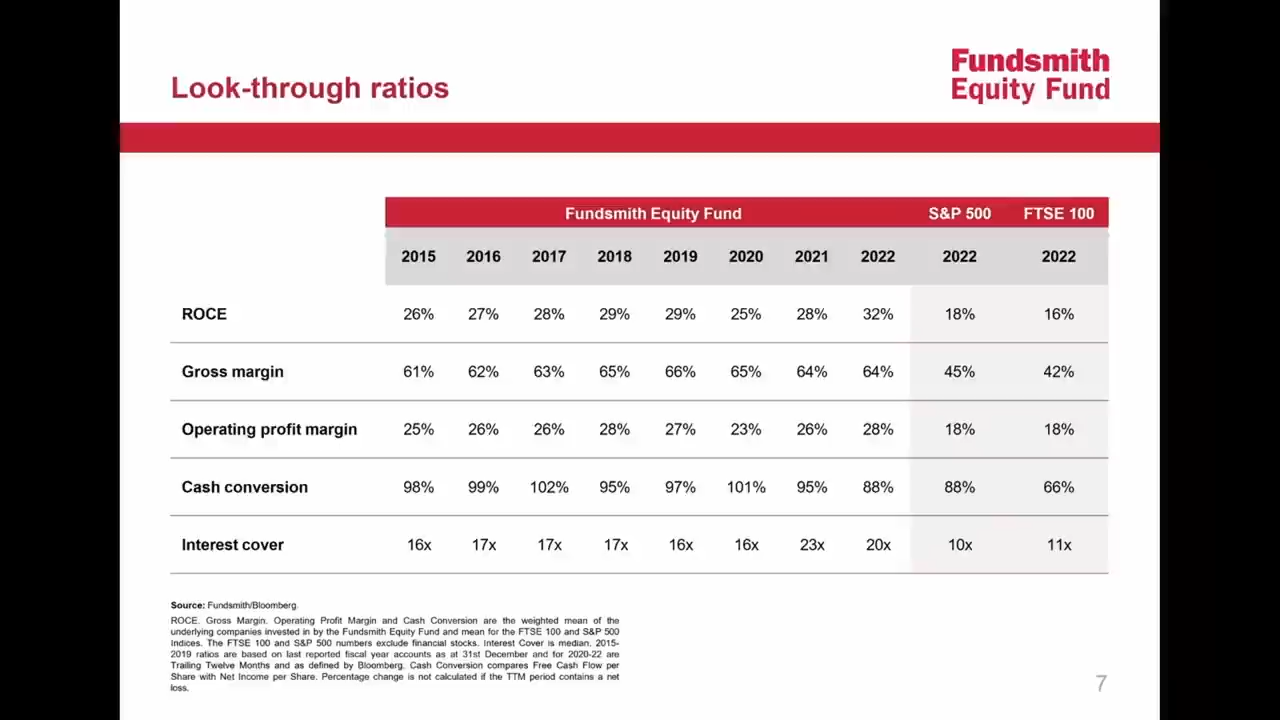 Look-through ratios
Fundsmith
Equity Fund
Fundsmith Equity Fund S&P 500 FTSE 100
2015 2016 2017 2018 2019 2020 2021 2022 2022 2022
ROCE 26% 27% 28% 29% 29% 25% 28% 32% 18% 16%
Gross margin 61% 62% 63% 65% 66% 65% 64% 64% 45% 42%
Operating profit margin 25% 26% 26% 28% 27% 23% 26% 28% 18% 18%
Cash conversion 98% 99% 102% 95% 97% 101% 95% 88% 88% 66%
Interest cover 16x 17x 17x 17x 16x 16x 23x 20x 10x 11x
Source: Fundsmith/Bloomberg.
ROCE. Gross Margin. Operating Profit Margin and Cash Conversion are the weighted mean of the
underlying companies invested in by the Fundsmith Equity Fund and mean for the FTSE 100 and S&P 500
Indices. The FTSE 100 and S&P 500 numbers exclude financial stocks. Interest Cover is median. 2015-
2019 ratios are based on last reported fiscal year accounts as at 31st December and for 2020-22 are
Trailing Twelve Months and as defined by Bloomberg. Cash Conversion compares Free Cash Flow per
Share with Net Income per Share. Percentage change is not calculated if the TTM period contains a net
loss.
7